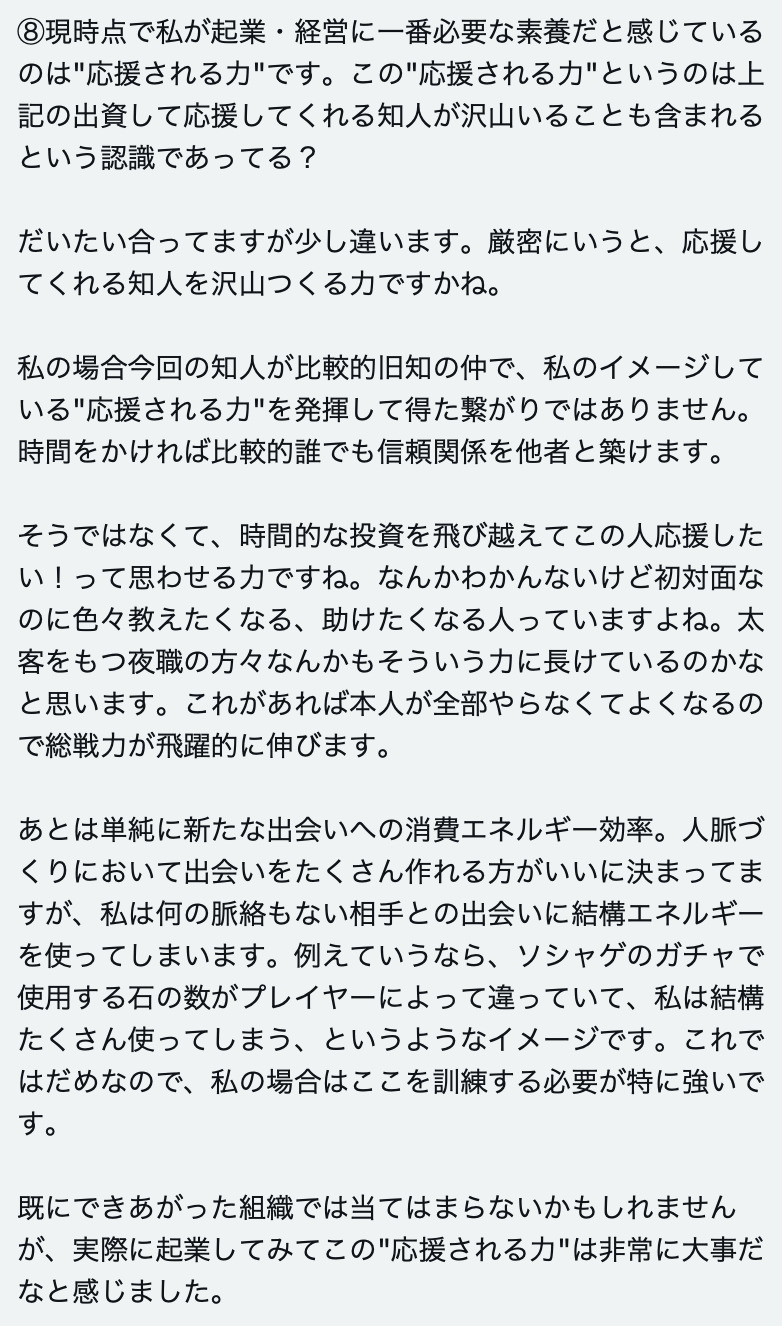 ⑧現時点で私が起業・経営に一番必要な素養だと感じている
のは"応援される力"です。この"応援される力"というのは上
記の出資して応援してくれる知人が沢山いることも含まれる
という認識であってる？
だいたい合ってますが少し違います。厳密にいうと、応援し
てくれる知人を沢山つくる力ですかね。
私の場合今回の知人が比較的旧知の仲で、私のイメージして
いる"応援される力"を発揮して得た繋がりではありません。
時間をかければ比較的誰でも信頼関係を他者と築けます。
そうではなくて、時間的な投資を飛び越えてこの人応援した
い！って思わせる力ですね。なんかわかんないけど初対面な
のに色々教えたくなる、助けたくなる人っていますよね。太
客をもつ夜職の方々なんかもそういう力に長けているのかな
と思います。これがあれば本人が全部やらなくてよくなるの
で総戦力が飛躍的に伸びます。
あとは単純に新たな出会いへの消費エネルギー効率。人脈づ
くりにおいて出会いをたくさん作れる方がいいに決まってま
すが、私は何の脈絡もない相手との出会いに結構エネルギー
を使ってしまいます。例えていうなら、ソシャゲのガチャで
使用する石の数がプレイヤーによって違っていて、私は結構
たくさん使ってしまう、というようなイメージです。これで
はだめなので、私の場合はここを訓練する必要が特に強いで
す。
既にできあがった組織では当てはまらないかもしれません
が、実際に起業してみてこの"応援される力"は非常に大事だ
なと感じました。